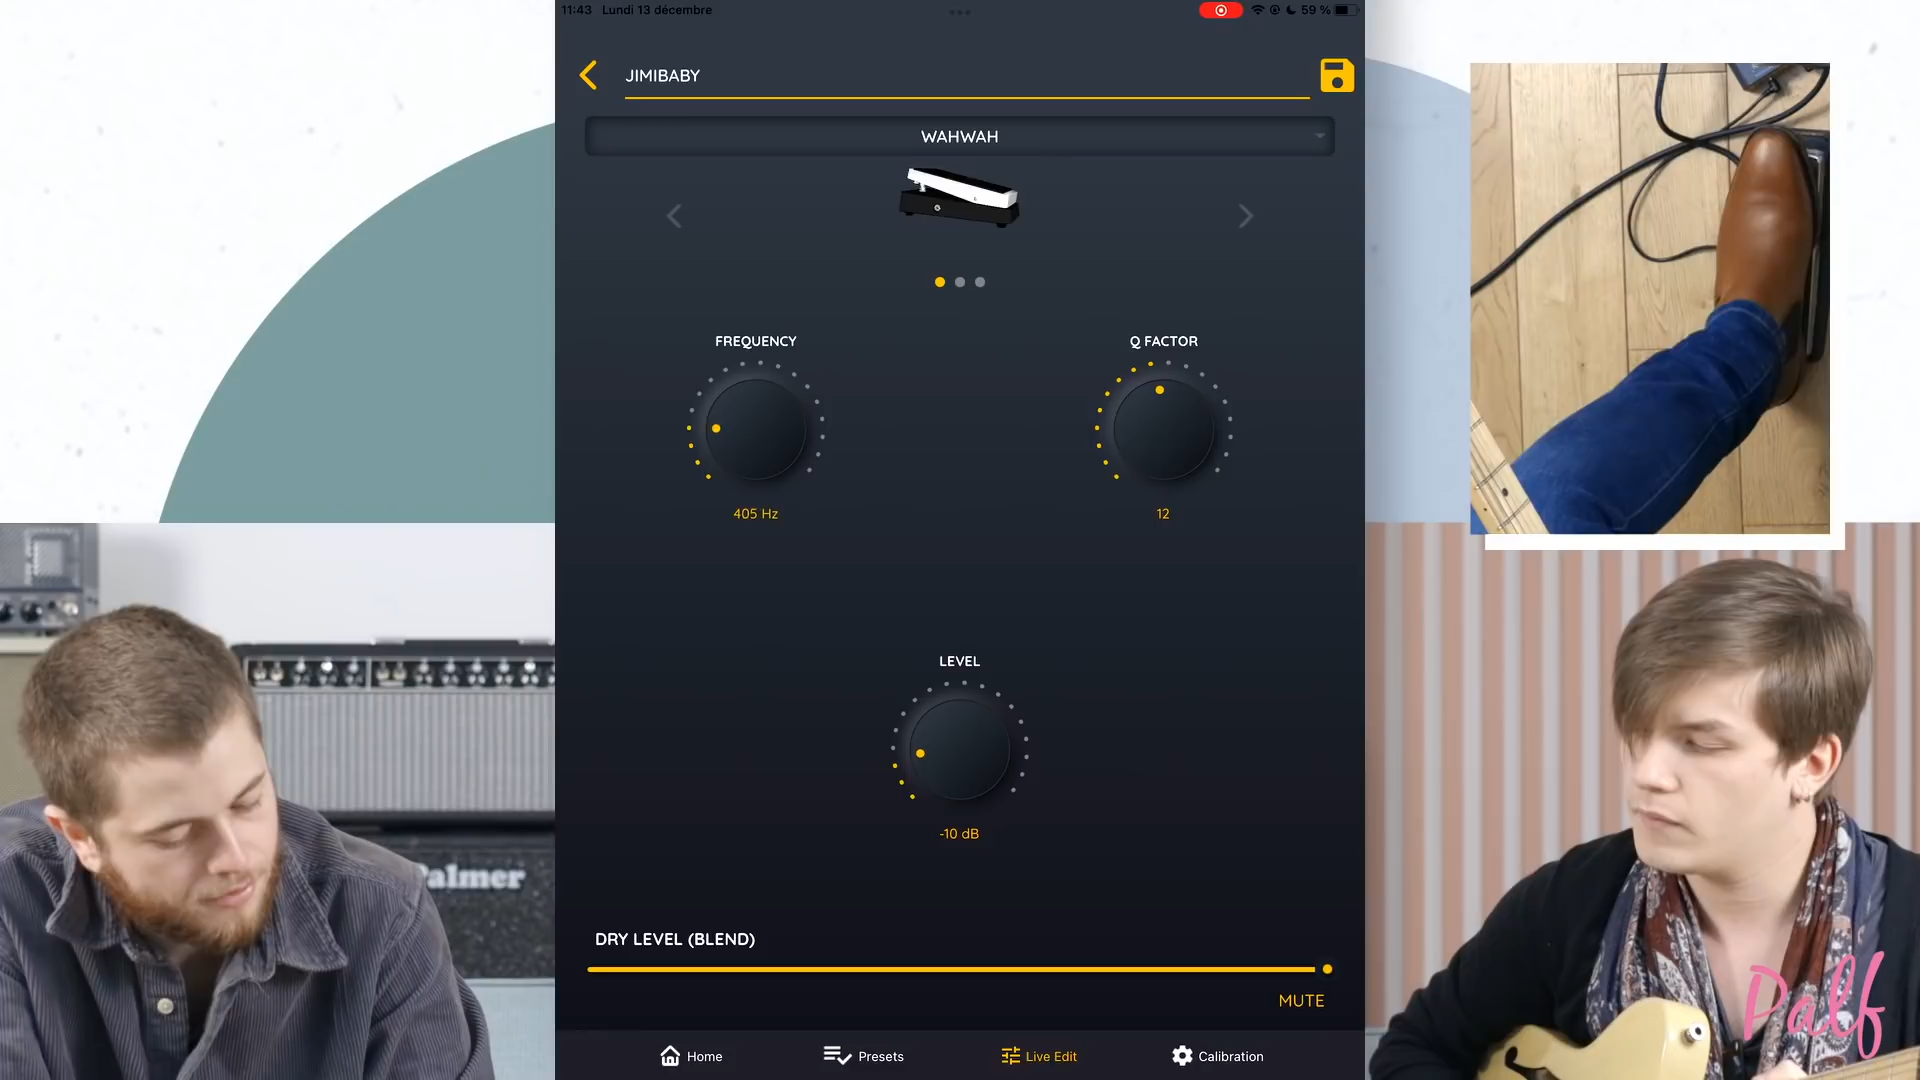 11:43 Lundi 13 décembre
59 %
JIMIBABY
WAHWAH
FREQUENCY
Q FACTOR
405 Hz
12
LEVEL
-10 dB
Palmer
DRY LEVEL (BLEND)
MUTE
Home
Presets
Live Edit
Calibration
Palf